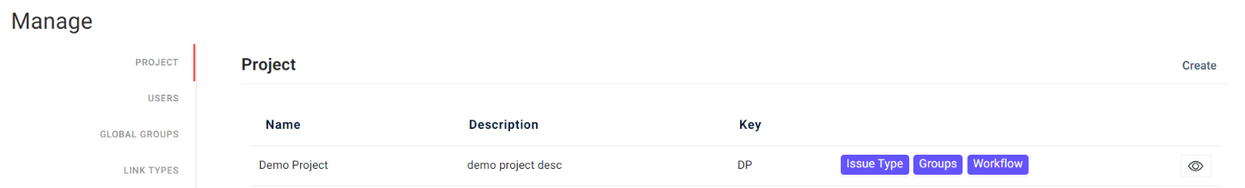 Manage
PROJECT
USERS
GLOBAL GROUPS
LINK TYPES
Project
Create
Name Description Key
Demo Project demo project desc DP Issue Type Groups Workflow